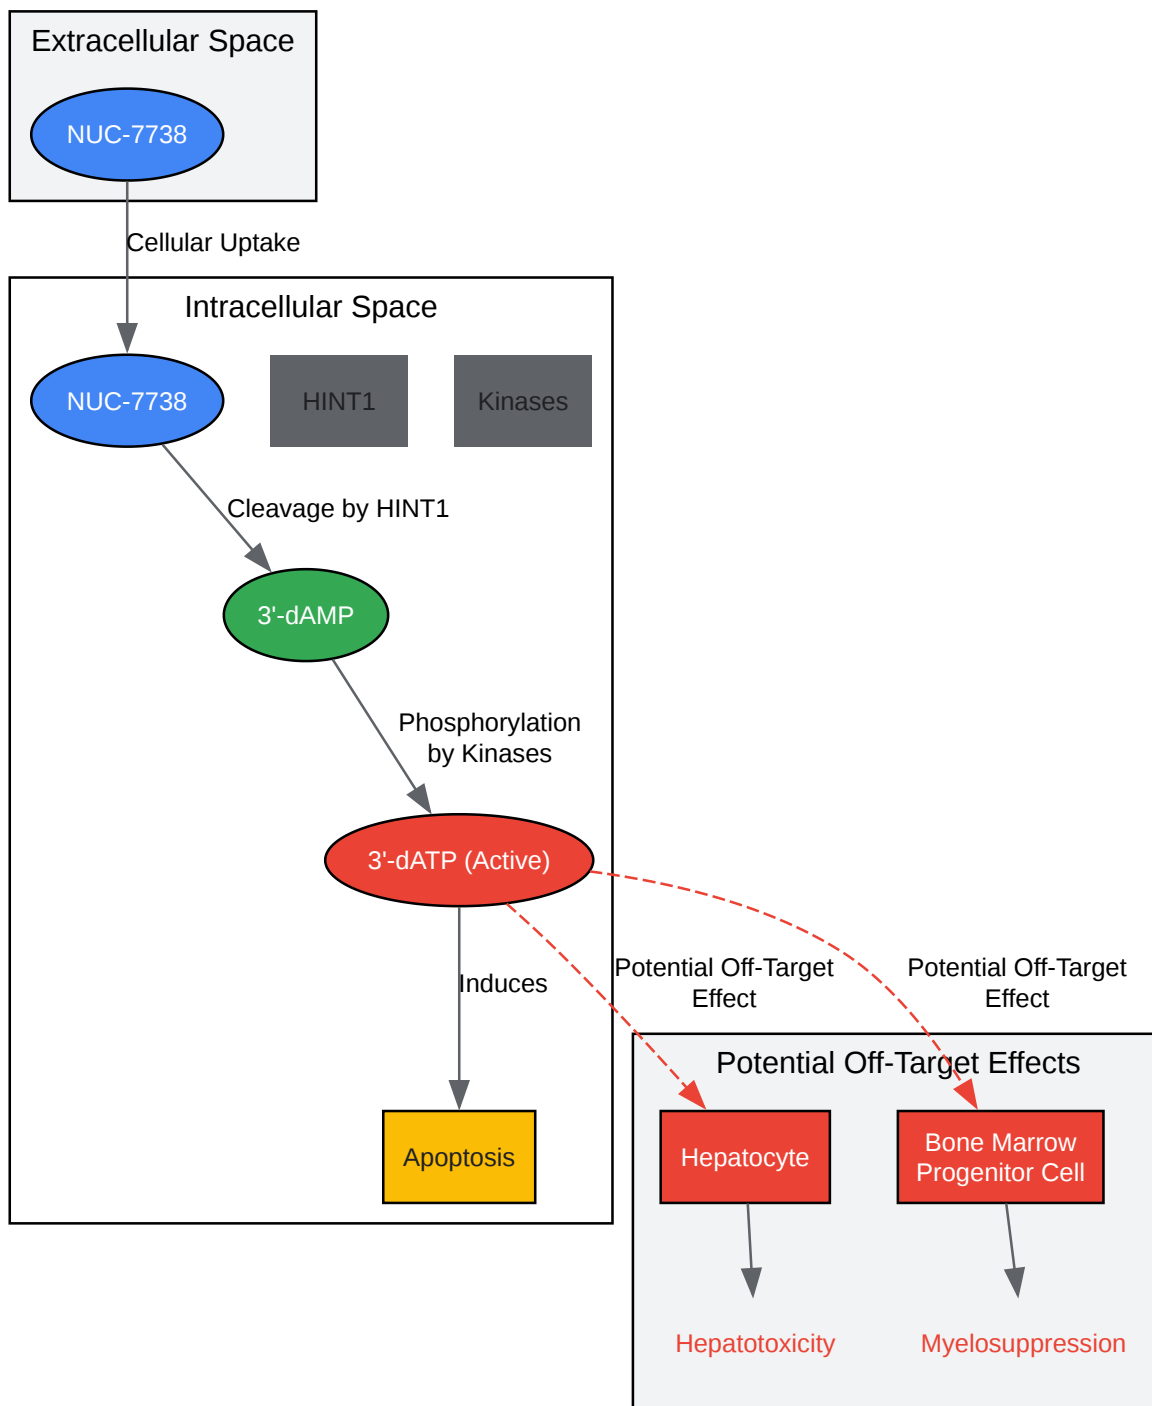 Extracellular Space
NUC-7738
Cellular Uptake
Intracellular Space
NUC-7738
HINT1
Kinases
Cleavage by HINT1
3'-dAMP
Phosphorylation
by Kinases
3'-dATP (Active)
Induces
Potential Off-Target
Effect
Potential Off-Target
Effect
Potential Off-Target Effects
Apoptosis
Hepatocyte
Bone Marrow
Progenitor Cell
Hepatotoxicity
Myelosuppression